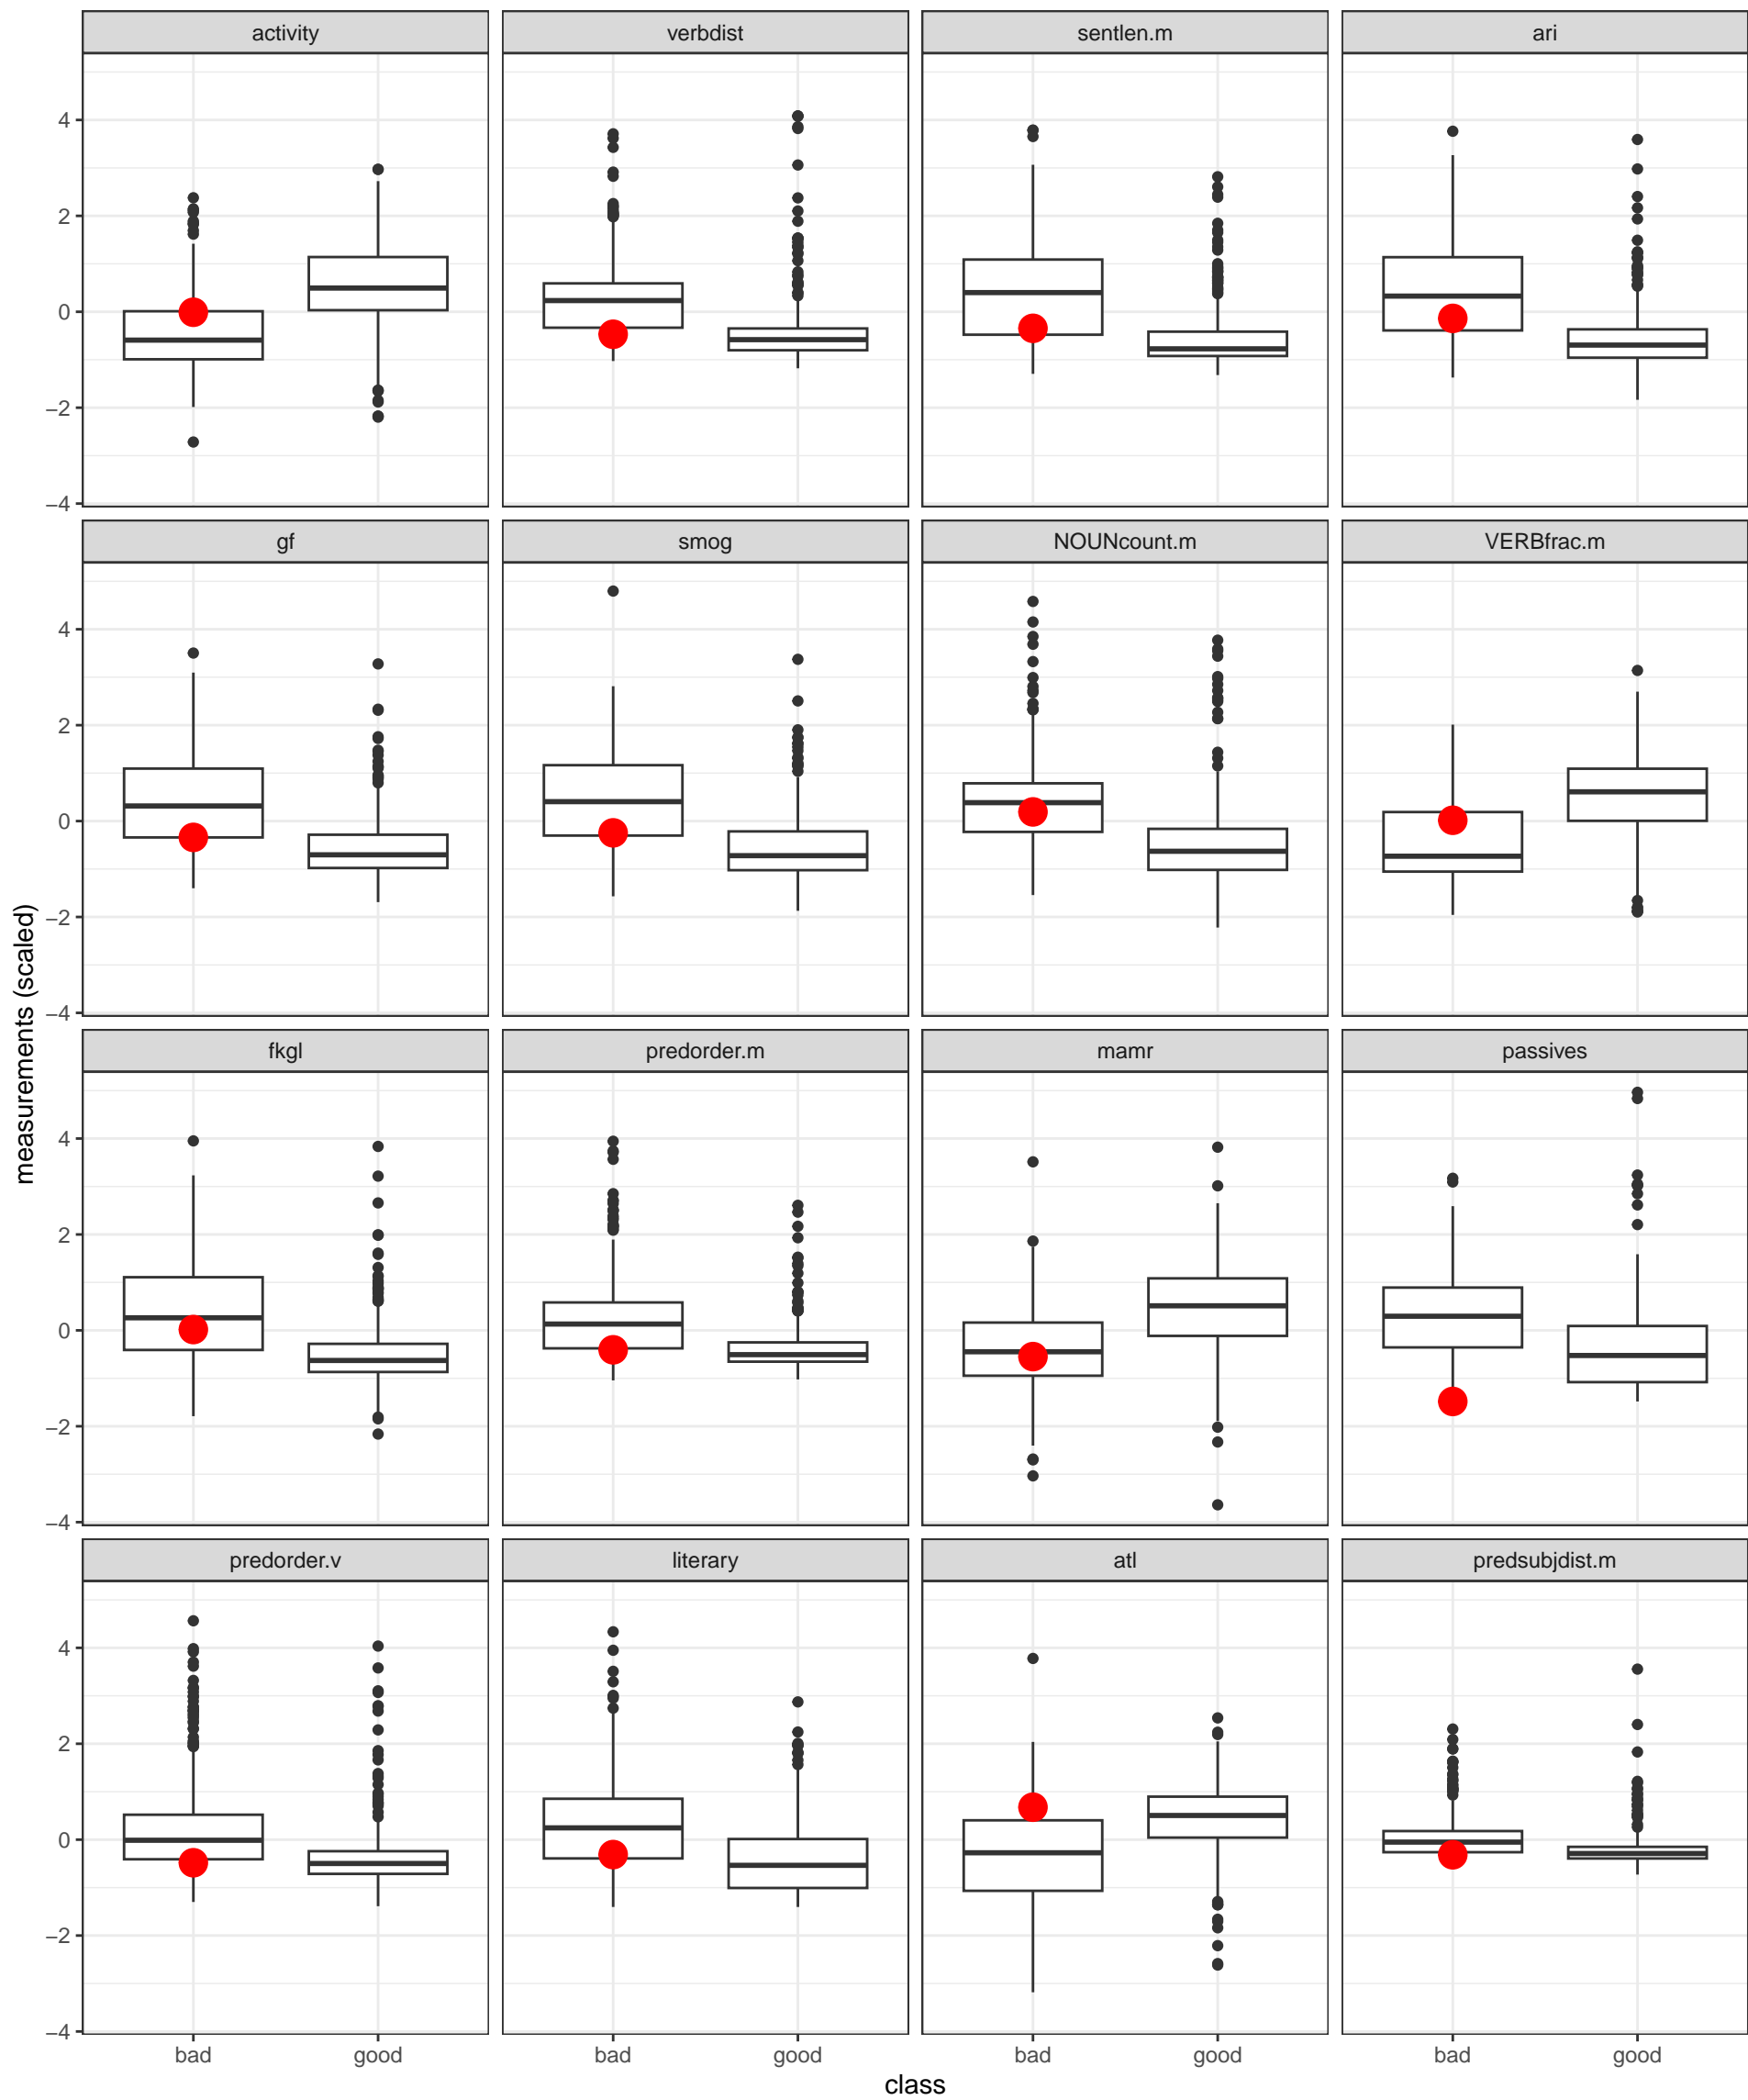 activity verbdist sentlen.m ari
4
2
0
−2
−4
gf smog NOUNcount.m VERBfrac.m
4
2
0
−2
−4
measurements (scaled)
fkgl predorder.m mamr passives
4
2
0
−2
−4
predorder.v literary atl predsubjdist.m
4
2
0
−2
−4
bad good bad good bad good bad good
class